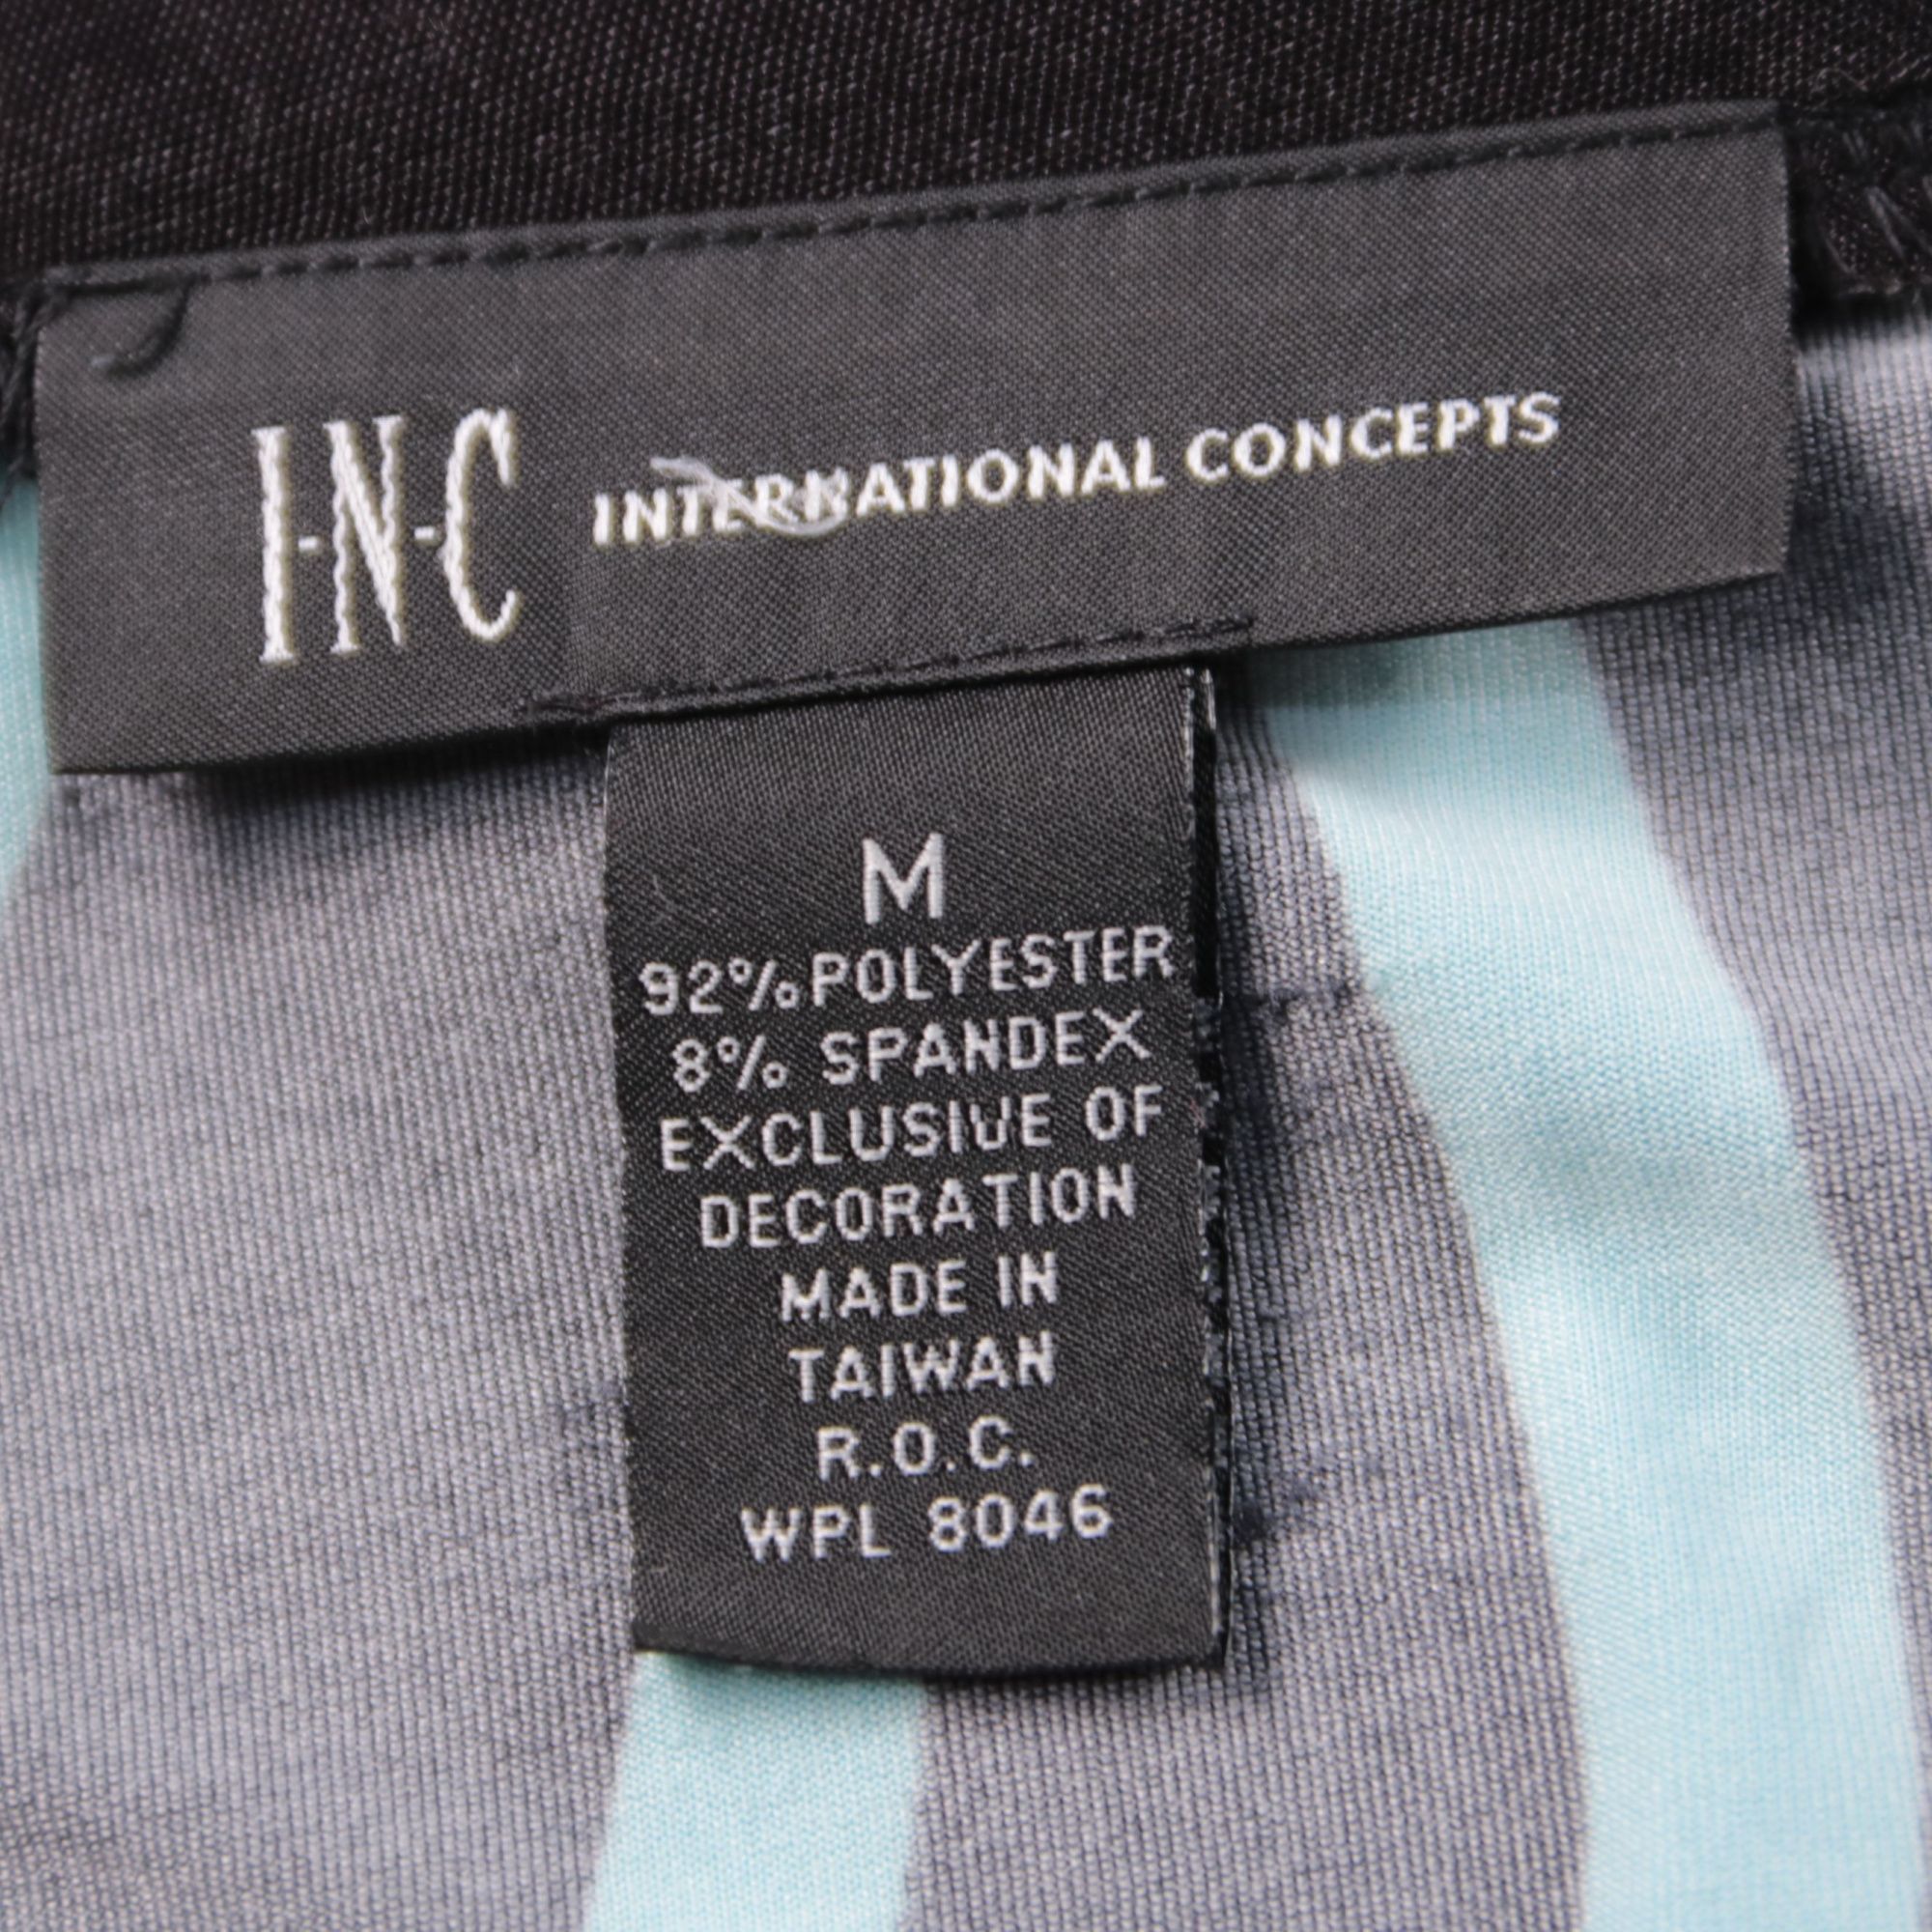 I-N-C INTERNATIONAL CONCEPTS
M
92% POLYESTER
8% SPANDEX
EXCLUSIVE OF
DECORATION
MADE IN
TAIWAN
R.O.C.
WPL 8046